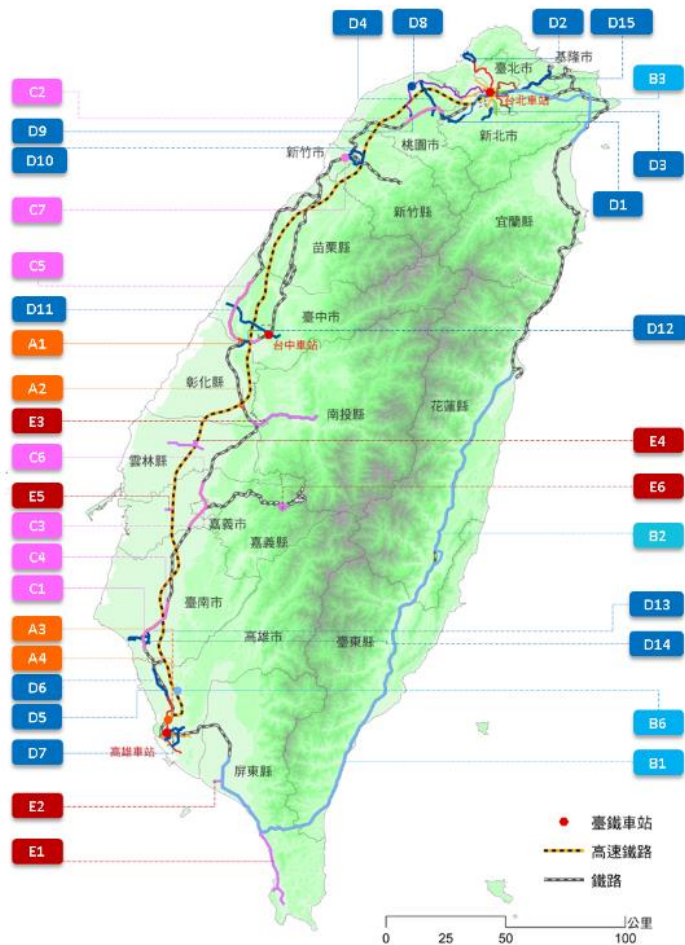 D4
D8
D2
D15
基隆市
臺北市
B3
C2
台北車站
D9
桃園市
新北市
D10
新竹市
D3
D1
C7
新竹縣
宜蘭縣
苗栗縣
C5
D11
臺中市
D12
A1
台中車站
A2
彰化縣
花蓮縣
E3
南投縣
E4
C6
雲林縣
E5
E6
C3
嘉義市
嘉義縣
B2
C4
C1
臺南市
D13
A3
高雄市
臺東縣
D14
A4
D6
D5
B6
D7
高雄車站
屏東縣
B1
E2
臺鐵車站
高速鐵路
E1
鐵路
公里
0 25 50 100